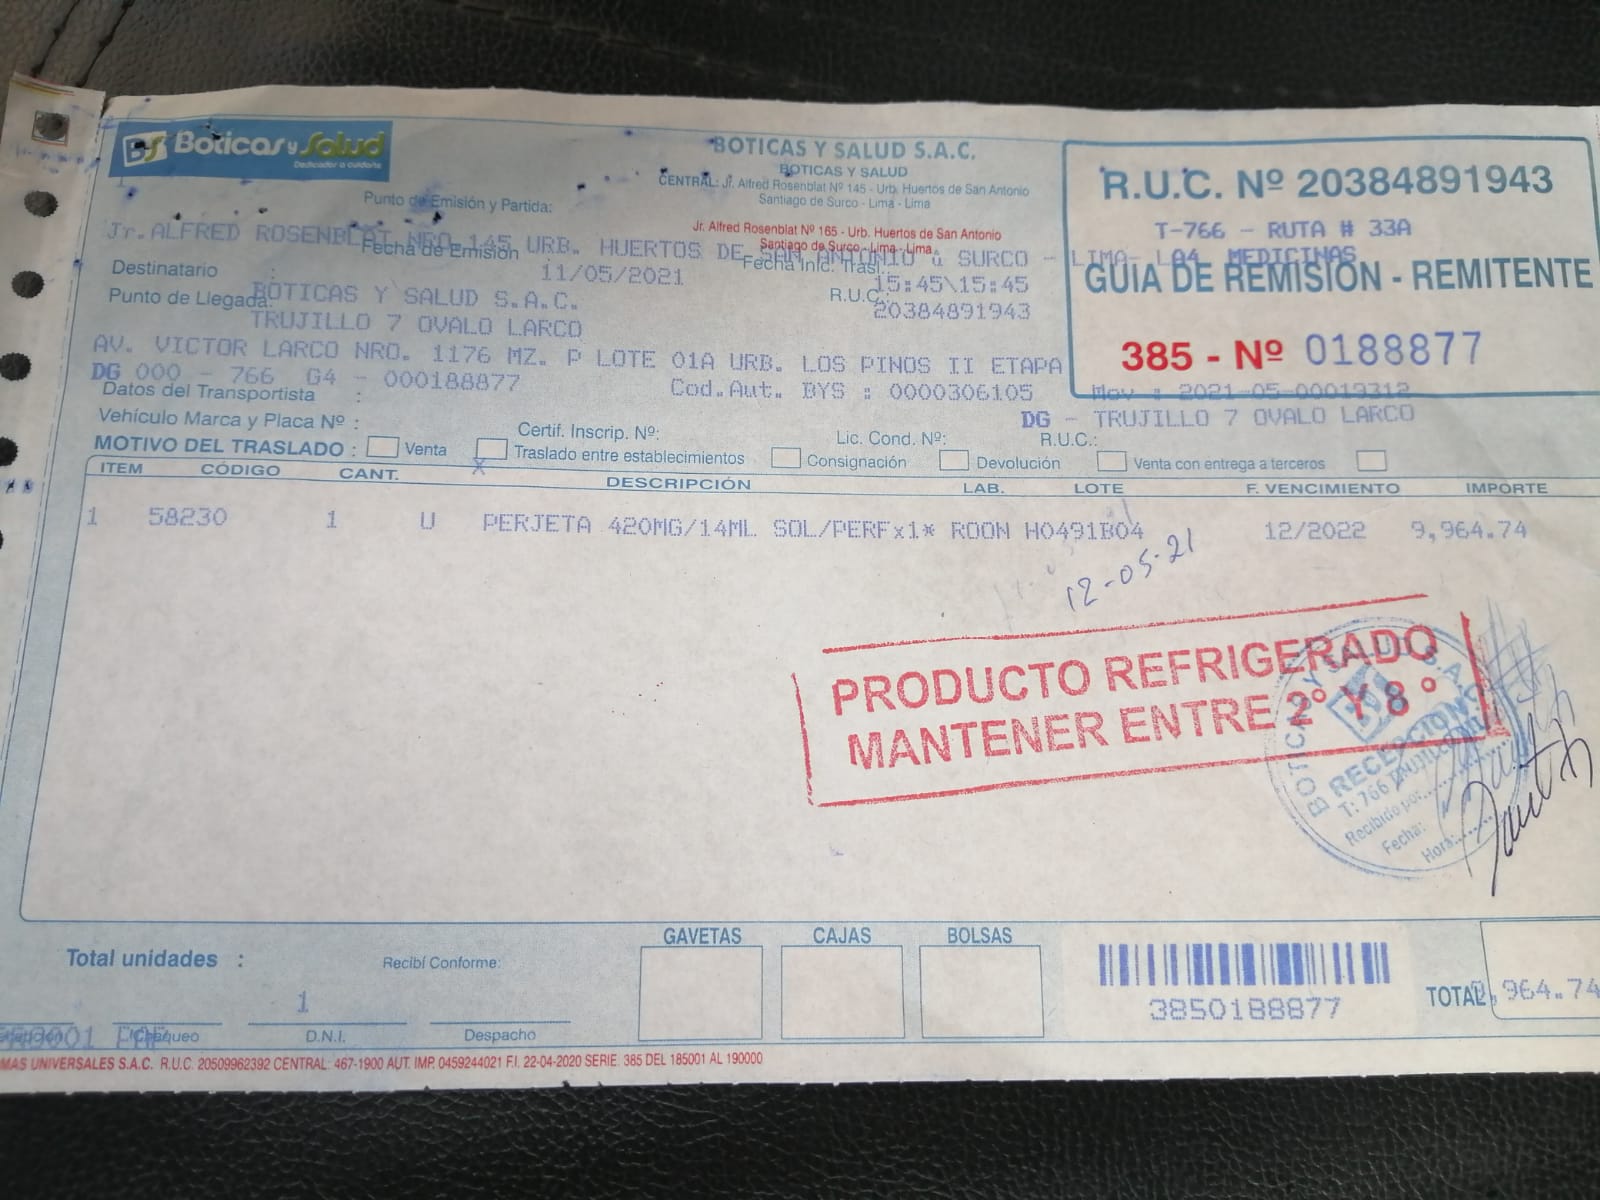 BS Boticas y Salud
Dedicados a cuidarte
BOTICAS Y SALUD S.A.C.
BOTICAS Y SALUD
CENTRAL: Jr. Alfred Rosenblat Nº 145 - Urb. Huertos de San Antonio
Santiago de Surco - Lima - Lima
Jr. Alfred Rosenblat Nº 165 - Urb. Huertos de San Antonio
Santiago de Surco - Lima - Lima
R.U.C. Nº 20384891943
T-766 - RUTA # 33A
GUIA DE REMISIÓN - REMITENTE
385 - Nº 0188877
Punto de Emisión y Partida:
Jr.ALFRED ROSENBLAT NRO 145 URB. HUERTOS DE SAN ANTONIO SURCO - LIMA- LA4 MEDICINAS
Fecha de Emisión 11/05/2021 Fecha Inic. Trasl.: 15:45\15:45
Destinatario : BOTICAS Y SALUD S.A.C. R.U.C.: 20384891943
Punto de Llegada: TRUJILLO 7 OVALO LARCO
AV. VICTOR LARCO NRO. 1176 MZ. P LOTE 01A URB. LOS PINOS II ETAPA
DG 000 - 766 G4 - 000188877 Cod.Aut. BYS : 0000306105 Mov : 2021-05-00019312
Datos del Transportista :
DG - TRUJILLO 7 OVALO LARCO
Vehículo Marca y Placa Nº : Certif. Inscrip. Nº: Lic. Cond. Nº: R.U.C.:
MOTIVO DEL TRASLADO : Venta X Traslado entre establecimientos Consignación Devolución Venta con entrega a terceros
ITEM CÓDIGO CANT. DESCRIPCIÓN LAB. LOTE F. VENCIMIENTO IMPORTE
1 58230 1 U PERJETA 420MG/14ML SOL/PERFx1* ROON H0491B04 12/2022 9,964.74
12-05-21
PRODUCTO REFRIGERADO
MANTENER ENTRE 2° Y 8°
BOTICAS Y SALUD S.A.C.
RECEPCION
T: 766
Recibido por:
Fecha:
Hora:
GAVETAS CAJAS BOLSAS
Total unidades : 1
Recibí Conforme:
3850188877
TOTAL ,964.74
Chequeo D.N.I. Despacho
MAS UNIVERSALES S.A.C. R.U.C. 20509962392 CENTRAL: 467-1900 AUT. IMP. 0459244021 F.I. 22-04-2020 SERIE: 385 DEL 185001 AL 190000